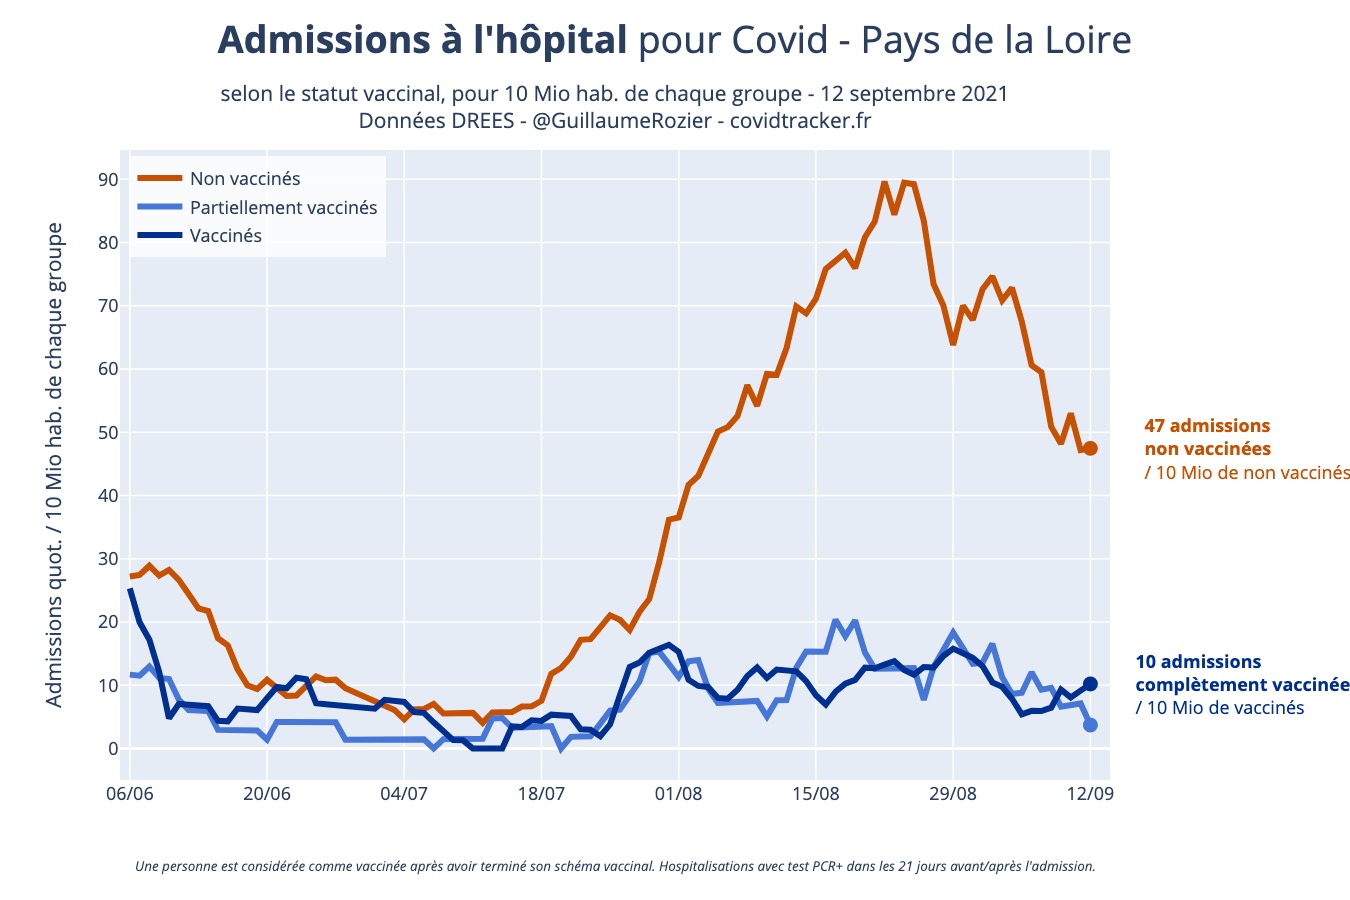 Admissions à l'hôpital pour Covid - Pays de la Loire
selon le statut vaccinal, pour 10 Mio hab. de chaque groupe - 12 septembre 2021
Données DREES - @GuillaumeRozier - covidtracker.fr
Non vaccinés
Partiellement vaccinés
Vaccinés
Admissions quot. / 10 Mio hab. de chaque groupe
90
80
70
60
50
40
30
20
10
0
06/06
20/06
04/07
18/07
01/08
15/08
29/08
12/09
47 admissions
non vaccinées
/ 10 Mio de non vaccinés
10 admissions
complètement vaccinée
/ 10 Mio de vaccinés
Une personne est considérée comme vaccinée après avoir terminé son schéma vaccinal. Hospitalisations avec test PCR+ dans les 21 jours avant/après l'admission.